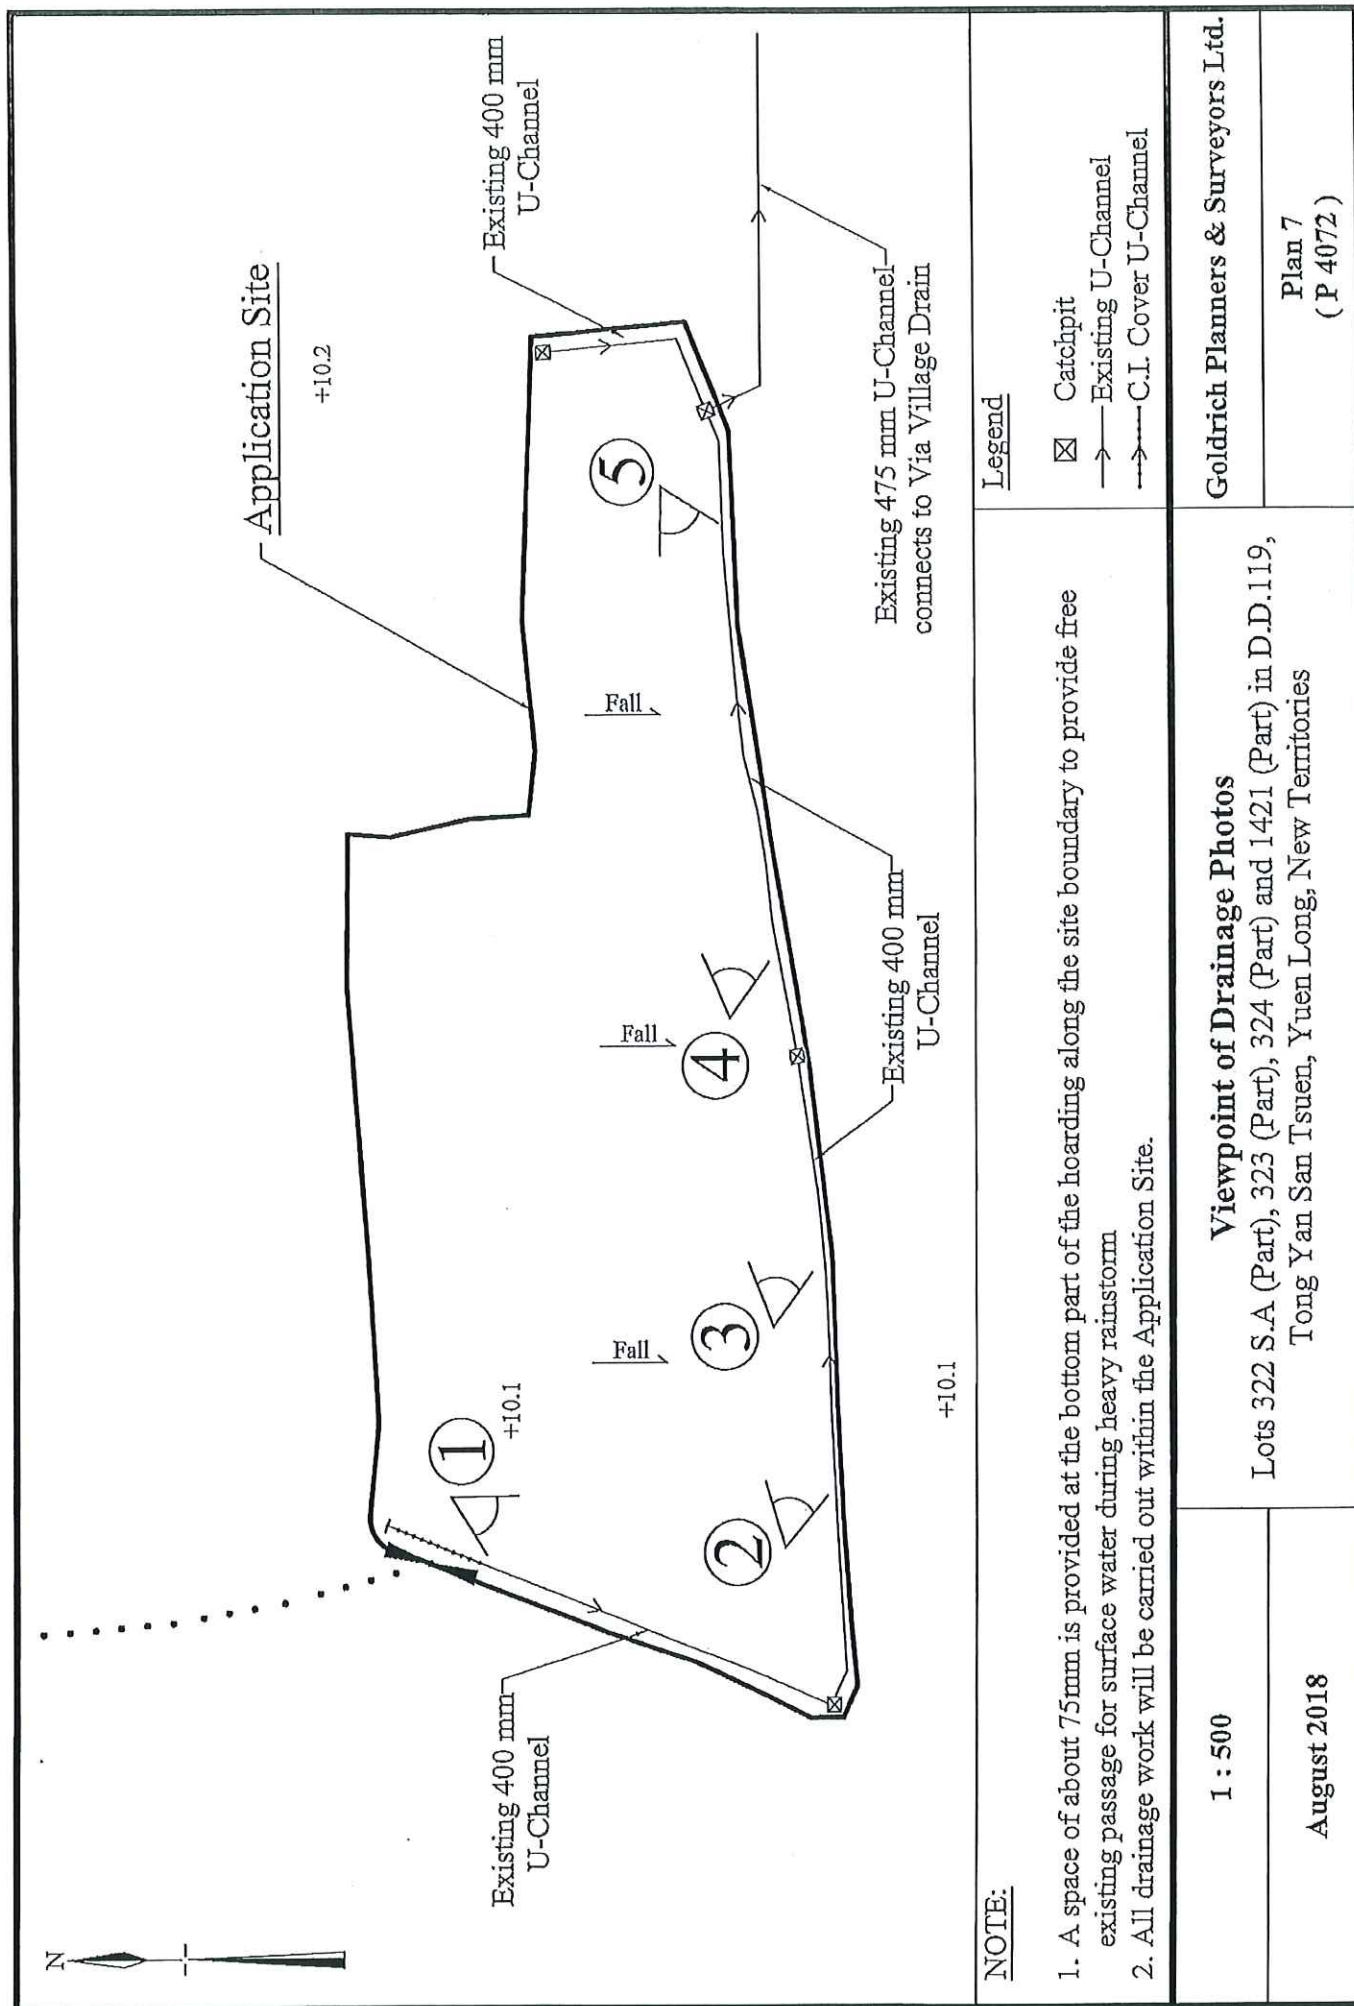 N
Application Site
+10.2
Existing 400 mm
U-Channel
Existing 400 mm
U-Channel
1
+10.1
Fall
Fall
Fall
2
3
4
5
Existing 475 mm U-Channel
connects to Via Village Drain
Existing 400 mm
U-Channel
+10.1
NOTE:
1. A space of about 75mm is provided at the bottom part of the hoarding along the site boundary to provide free
existing passage for surface water during heavy rainstorm
2. All drainage work will be carried out within the Application Site.
Legend
Catchpit
Existing U-Channel
C.I. Cover U-Channel
1 : 500
August 2018
Viewpoint of Drainage Photos
Lots 322 S.A (Part), 323 (Part), 324 (Part) and 1421 (Part) in D.D.119,
Tong Yan San Tsuen, Yuen Long, New Territories
Goldrich Planners & Surveyors Ltd.
Plan 7
( P 4072 )